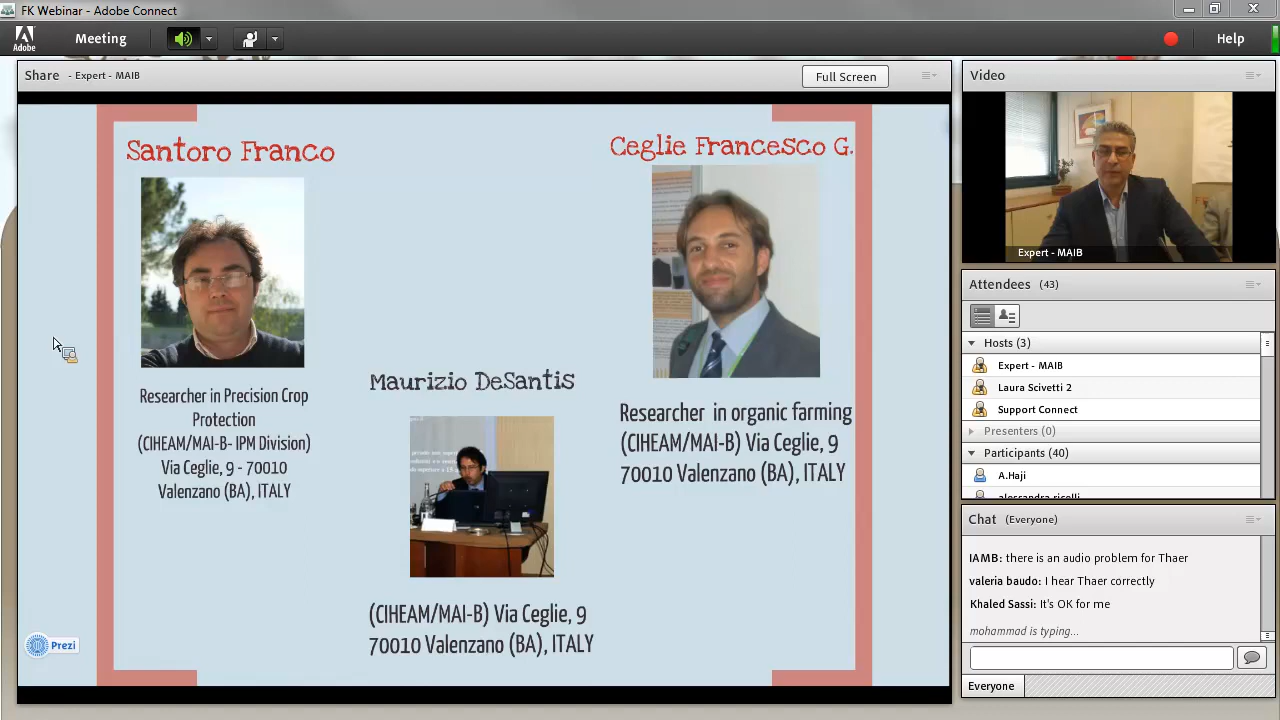 FK Webinar - Adobe Connect
Adobe
Meeting
Help
Share - Expert - MAIB
Full Screen
Santoro Franco
Researcher in Precision Crop
Protection
(CIHEAM/MAI-B- IPM Division)
Via Ceglie, 9 - 70010
Valenzano (BA), ITALY
Maurizio DeSantis
(CIHEAM/MAI-B) Via Ceglie, 9
70010 Valenzano (BA), ITALY
Ceglie Francesco G.
Researcher in organic farming
(CIHEAM/MAI-B) Via Ceglie, 9
70010 Valenzano (BA), ITALY
Prezi
Video
Expert - MAIB
Attendees (43)
Hosts (3)
Expert - MAIB
Laura Scivetti 2
Support Connect
Presenters (0)
Participants (40)
A.Haji
alessandra ricelli
Chat (Everyone)
IAMB: there is an audio problem for Thaer
valeria baudo: I hear Thaer correctly
Khaled Sassi: It's OK for me
mohammad is typing...
Everyone